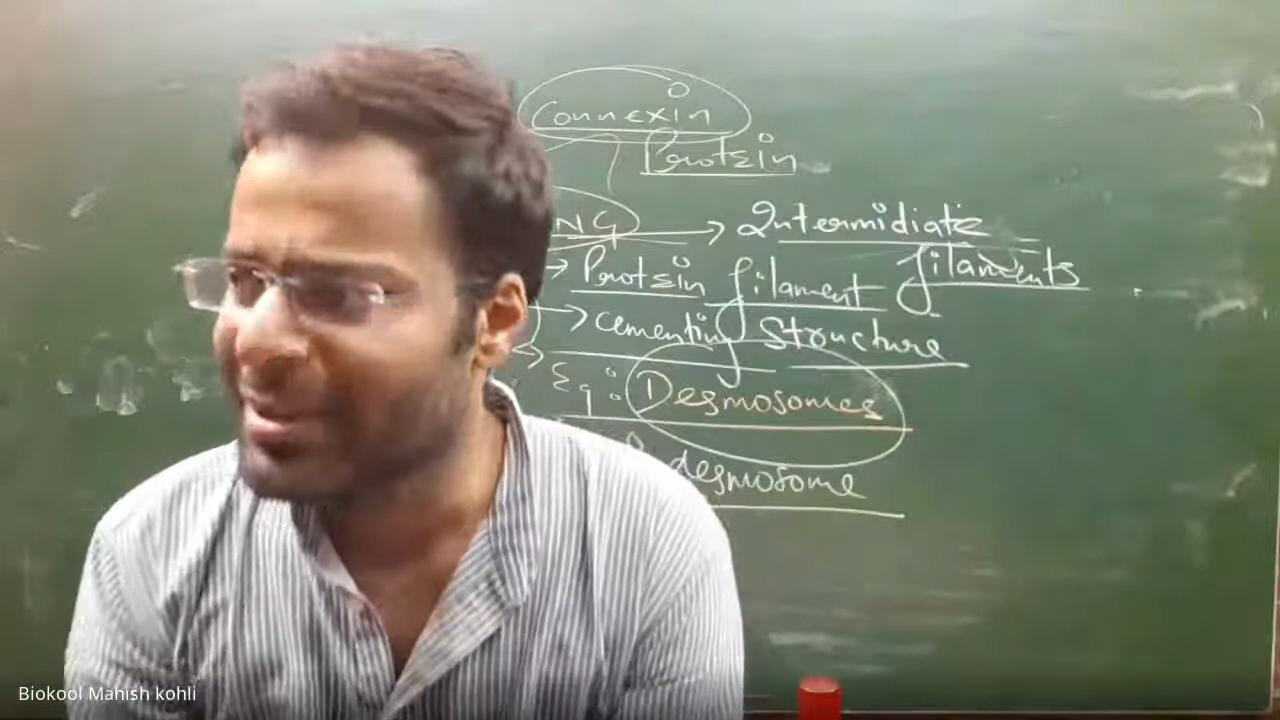 Connexin
Protein
NG → Intermidiate
filaments
→ Protein filament
→ cementing structure
Eg: Desmosomes
desmosome
Biokool Mahish kohli